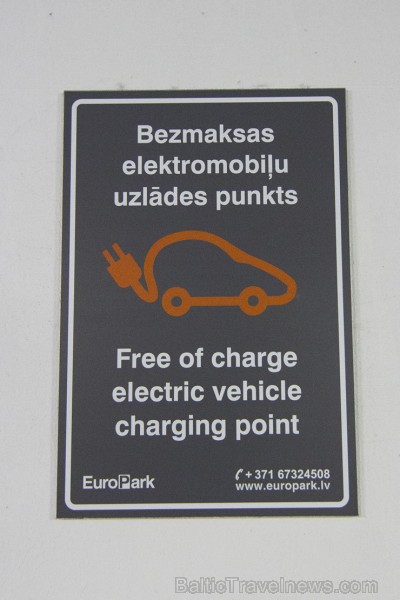 Bezmaksas
elektromobiļu
uzlādes punkts
Free of charge
electric vehicle
charging point
EuroPark
+ 371 67324508
www.europark.lv
BalticTravelnews.com